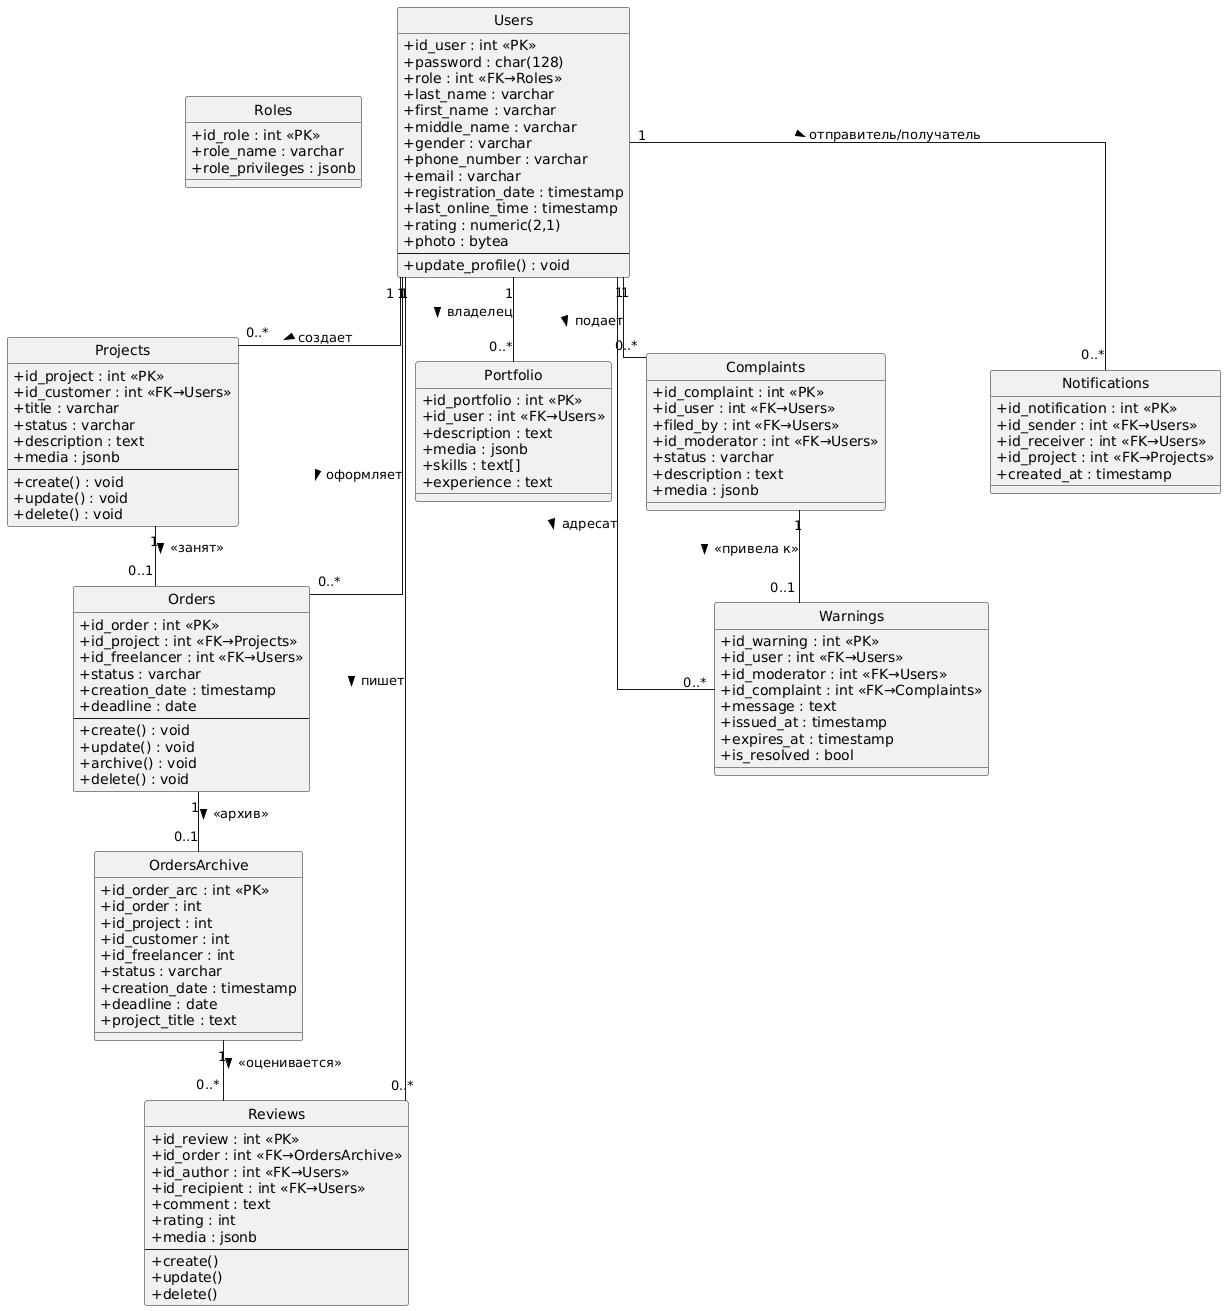 Users
+id_user : int «PK»
+password : char(128)
+role : int «FK→Roles»
+last_name : varchar
+first_name : varchar
+middle_name : varchar
+gender : varchar
+phone_number : varchar
+email : varchar
+registration_date : timestamp
+last_online_time : timestamp
+rating : numeric(2,1)
+photo : bytea
+update_profile() : void
Roles
+id_role : int «PK»
+role_name : varchar
+role_privileges : jsonb
1
отправитель/получатель
0..*
1
1
1
1
1
1
создает
0..*
владелец
0..*
подает
0..*
Projects
+id_project : int «PK»
+id_customer : int «FK→Users»
+title : varchar
+status : varchar
+description : text
+media : jsonb
+create() : void
+update() : void
+delete() : void
Portfolio
+id_portfolio : int «PK»
+id_user : int «FK→Users»
+description : text
+media : jsonb
+skills : text[]
+experience : text
Complaints
+id_complaint : int «PK»
+id_user : int «FK→Users»
+filed_by : int «FK→Users»
+id_moderator : int «FK→Users»
+status : varchar
+description : text
+media : jsonb
Notifications
+id_notification : int «PK»
+id_sender : int «FK→Users»
+id_receiver : int «FK→Users»
+id_project : int «FK→Projects»
+created_at : timestamp
оформляет
0..*
адресат
0..*
1
«занят»
0..1
1
«привела к»
0..1
Orders
+id_order : int «PK»
+id_project : int «FK→Projects»
+id_freelancer : int «FK→Users»
+status : varchar
+creation_date : timestamp
+deadline : date
+create() : void
+update() : void
+archive() : void
+delete() : void
Warnings
+id_warning : int «PK»
+id_user : int «FK→Users»
+id_moderator : int «FK→Users»
+id_complaint : int «FK→Complaints»
+message : text
+issued_at : timestamp
+expires_at : timestamp
+is_resolved : bool
пишет
0..*
1
«архив»
0..1
OrdersArchive
+id_order_arc : int «PK»
+id_order : int
+id_project : int
+id_customer : int
+id_freelancer : int
+status : varchar
+creation_date : timestamp
+deadline : date
+project_title : text
1
«оценивается»
0..*
Reviews
+id_review : int «PK»
+id_order : int «FK→OrdersArchive»
+id_author : int «FK→Users»
+id_recipient : int «FK→Users»
+comment : text
+rating : int
+media : jsonb
+create()
+update()
+delete()